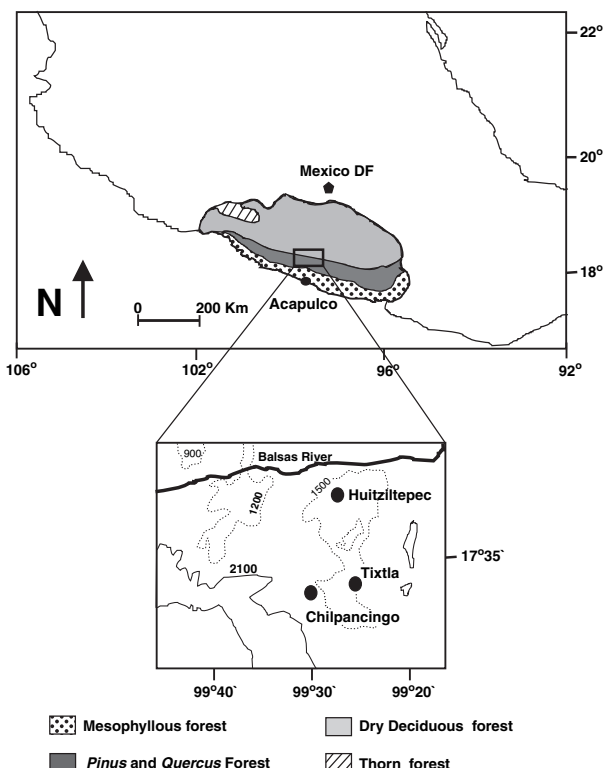 22°
20°
Mexico DF
18°
N
0 200 Km
Acapulco
106° 102° 96° 92°
900
Balsas River
1500
Huitziltepec
1200
17°35`
2100
Tixtla
Chilpancingo
99°40` 99°30` 99°20`
Mesophyllous forest Dry Deciduous forest
Pinus and Quercus Forest Thorn forest